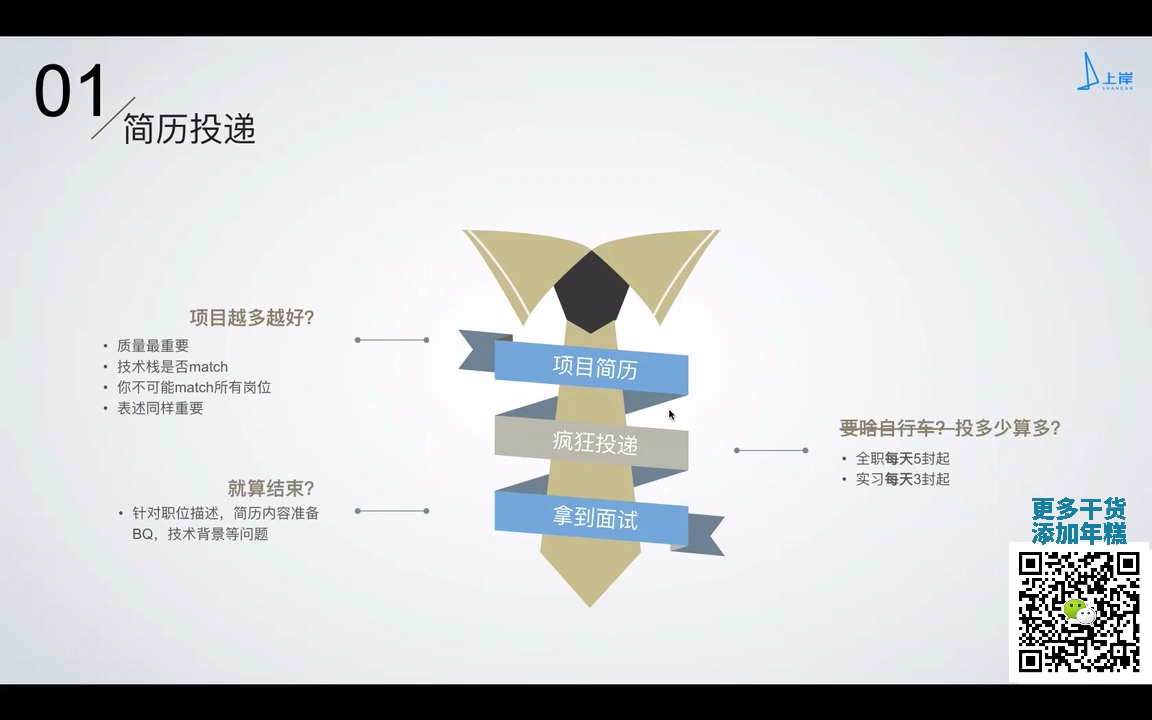 01
简历投递
上岸
SHANGAN
项目越多越好?
• 质量最重要
• 技术栈是否match
• 你不可能match所有岗位
• 表述同样重要
就算结束?
• 针对职位描述，简历内容准备
BQ，技术背景等问题
项目简历
疯狂投递
拿到面试
要啥自行车? 投多少算多?
• 全职每天5封起
• 实习每天3封起
更多干货
添加年糕